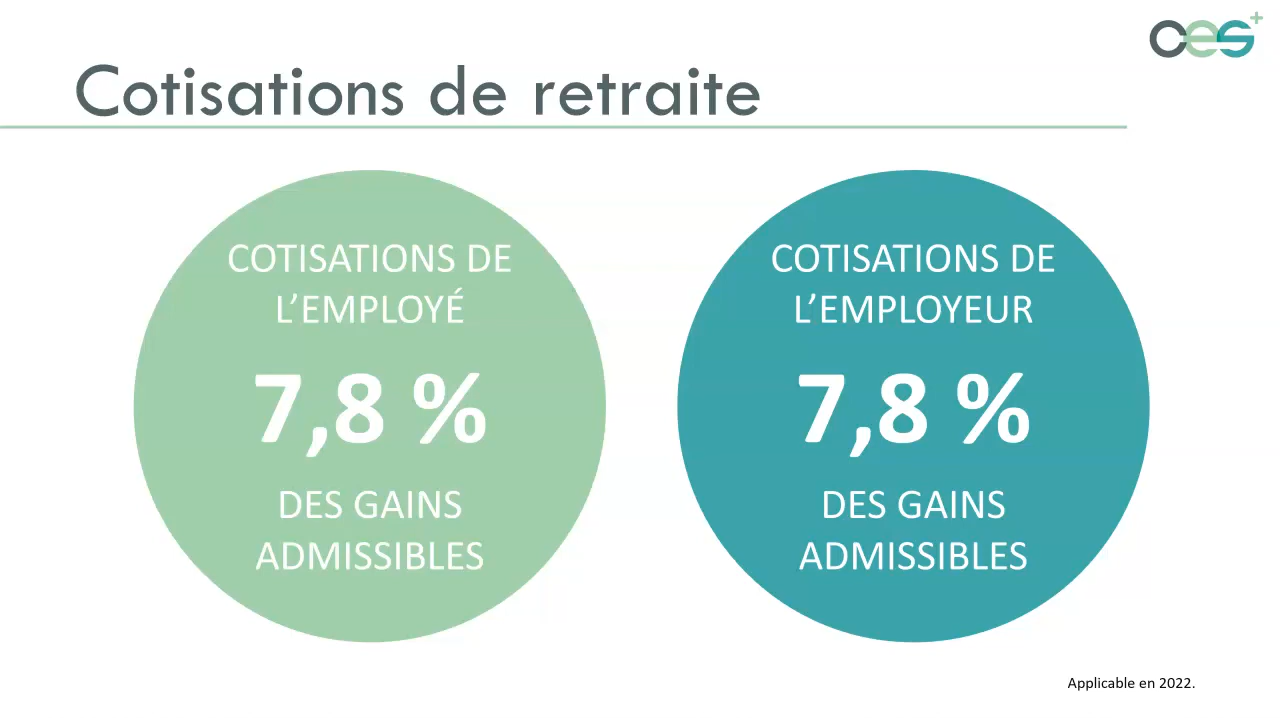 ces+
Cotisations de retraite
COTISATIONS DE
L’EMPLOYÉ
7,8 %
DES GAINS
ADMISSIBLES
COTISATIONS DE
L’EMPLOYEUR
7,8 %
DES GAINS
ADMISSIBLES
Applicable en 2022.